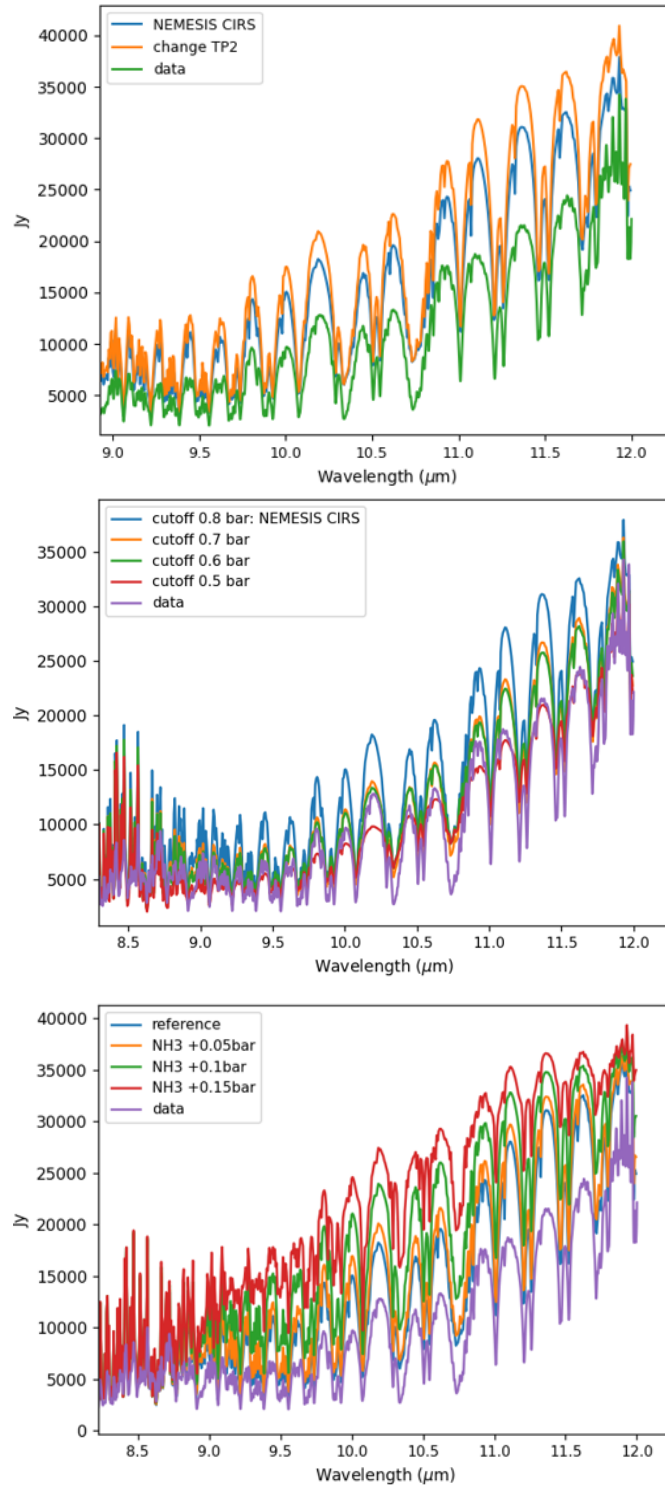 NEMESIS CIRS
change TP2
data
40000
35000
30000
25000
20000
15000
10000
5000
Jy
9.0 9.5 10.0 10.5 11.0 11.5 12.0
Wavelength (μm)
cutoff 0.8 bar: NEMESIS CIRS
cutoff 0.7 bar
cutoff 0.6 bar
cutoff 0.5 bar
data
35000
30000
25000
20000
15000
10000
5000
Jy
8.5 9.0 9.5 10.0 10.5 11.0 11.5 12.0
Wavelength (μm)
reference
NH3 +0.05bar
NH3 +0.1bar
NH3 +0.15bar
data
40000
35000
30000
25000
20000
15000
10000
5000
0
Jy
8.5 9.0 9.5 10.0 10.5 11.0 11.5 12.0
Wavelength (μm)